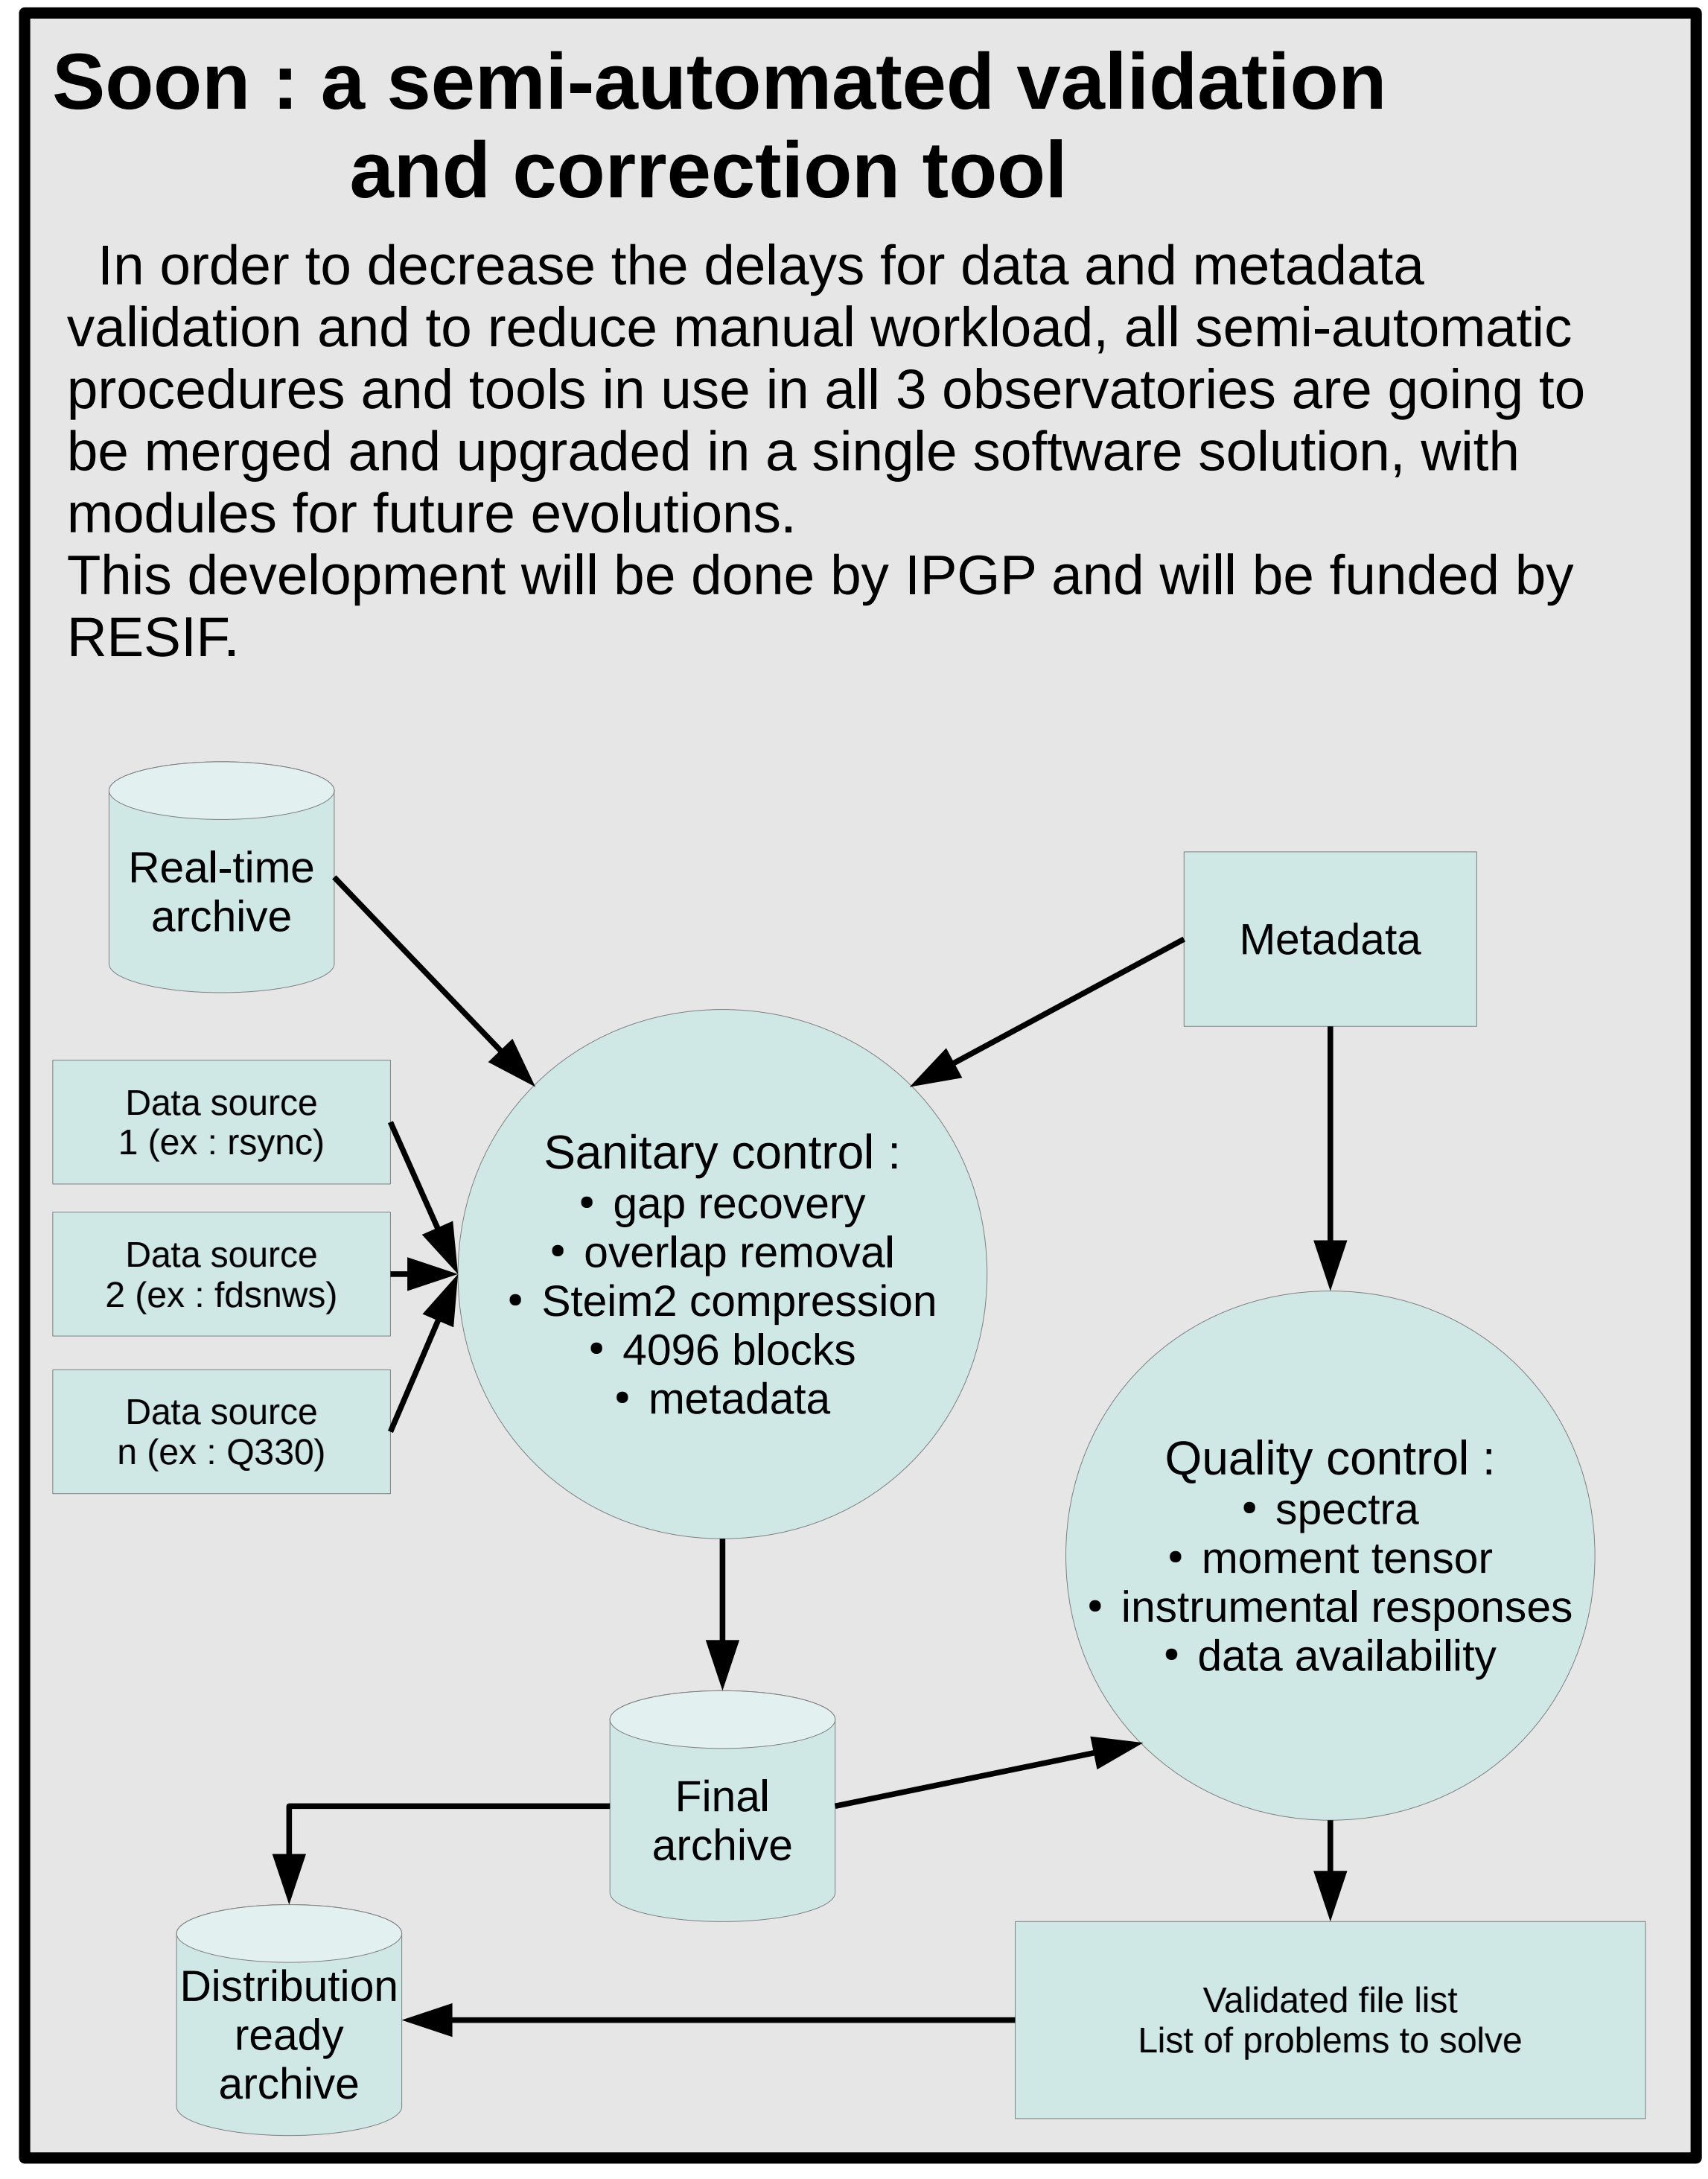 Soon : a semi-automated validation
and correction tool
In order to decrease the delays for data and metadata
validation and to reduce manual workload, all semi-automatic
procedures and tools in use in all 3 observatories are going to
be merged and upgraded in a single software solution, with
modules for future evolutions.
This development will be done by IPGP and will be funded by
RESIF.
Real-time
archive
Metadata
Data source
1 (ex : rsync)
Data source
2 (ex : fdsnws)
Data source
n (ex : Q330)
Sanitary control :
• gap recovery
• overlap removal
• Steim2 compression
• 4096 blocks
• metadata
Quality control :
• spectra
• moment tensor
• instrumental responses
• data availability
Final
archive
Distribution
ready
archive
Validated file list
List of problems to solve